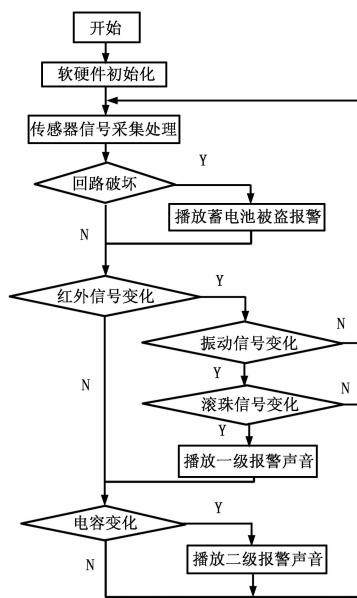 开始
软硬件初始化
传感器信号采集处理
Y
回路破坏
播放蓄电池被盗报警
N
Y
红外信号变化
振动信号变化
N
Y
N
滚珠信号变化
N
Y
播放一级报警声音
电容变化
Y
播放二级报警声音
N